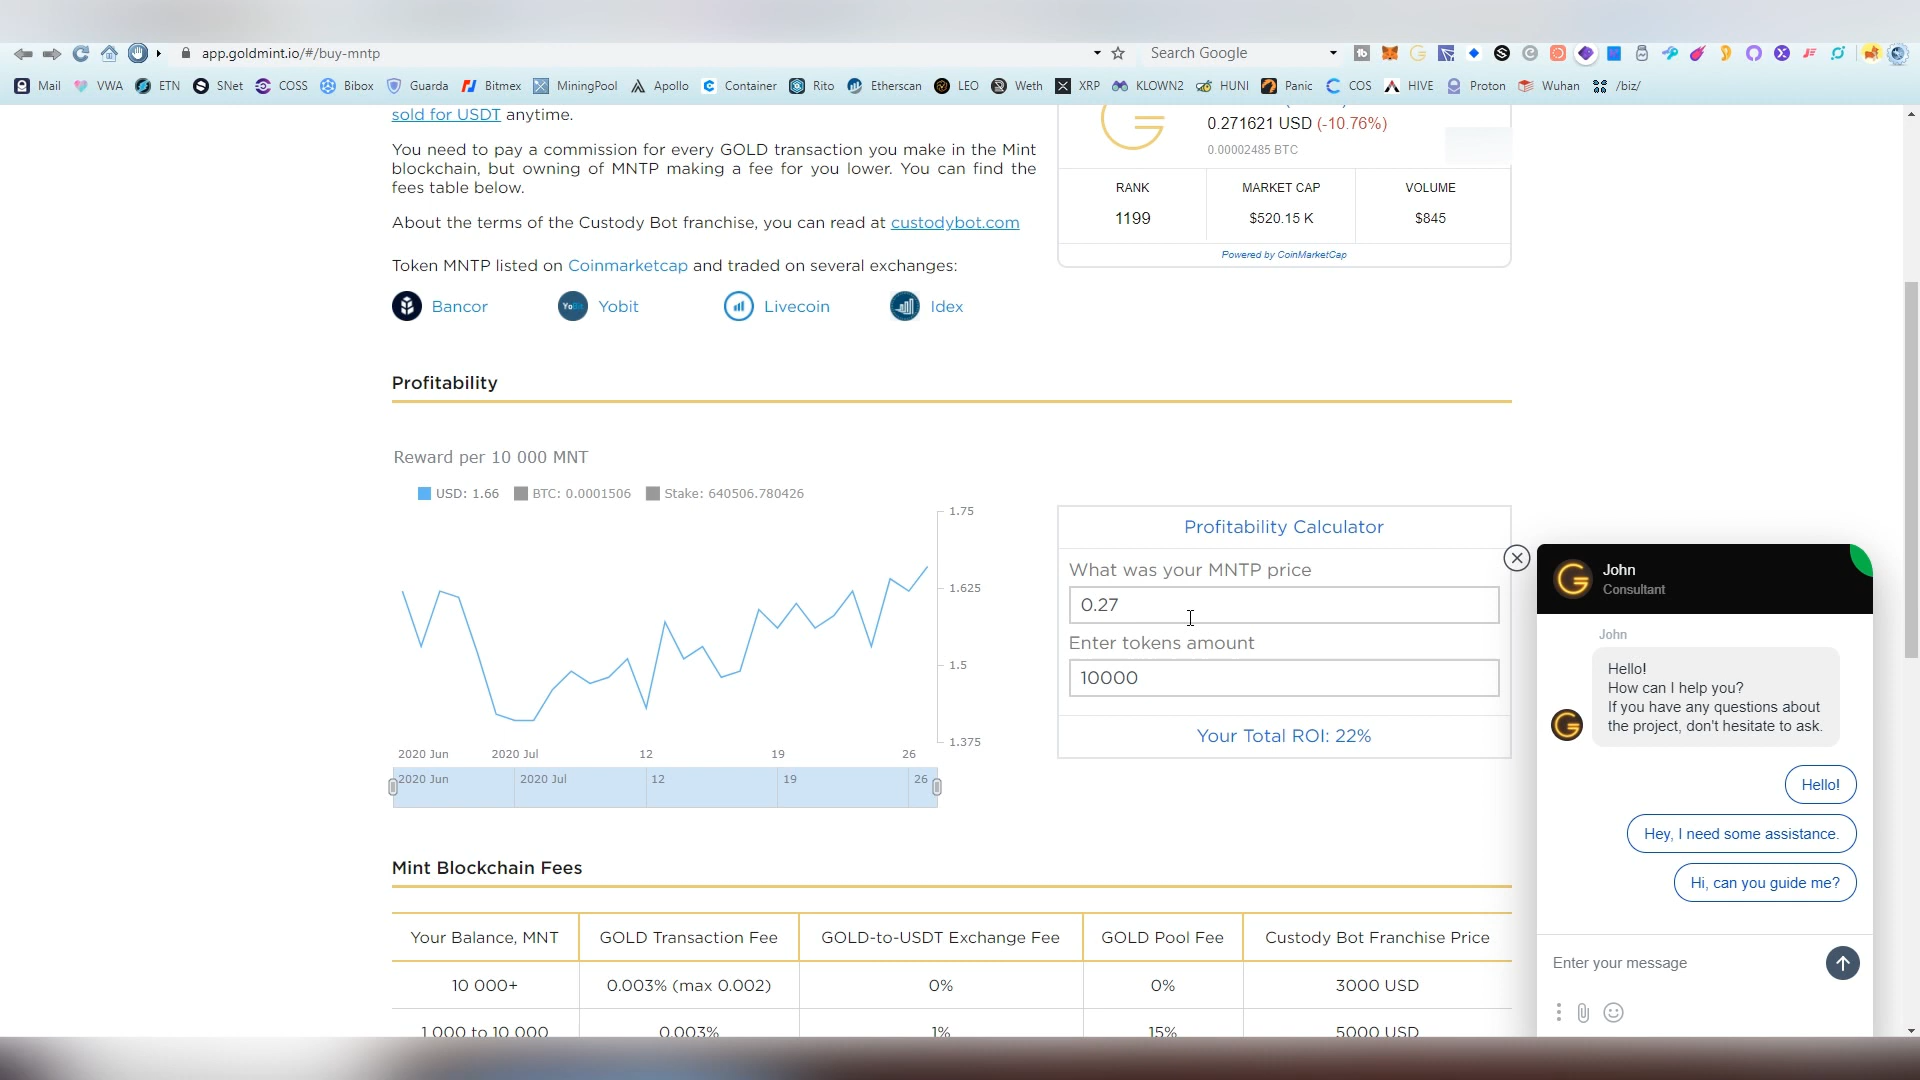 app.goldmint.io/#/buy-mntp
Search Google
Mail
VWA
ETN
SNet
COSS
Bibox
Guarda
Bitmex
MiningPool
Apollo
Container
Rito
Etherscan
LEO
Weth
XRP
KLOWN2
HUNI
Panic
COS
HIVE
Proton
Wuhan
/biz/
sold for USDT anytime.
You need to pay a commission for every GOLD transaction you make in the Mint
blockchain, but owning of MNTP making a fee for you lower. You can find the
fees table below.
About the terms of the Custody Bot franchise, you can read at custodybot.com
Token MNTP listed on Coinmarketcap and traded on several exchanges:
Bancor
Yobit
Livecoin
Idex
0.271621 USD (-10.76%)
0.00002485 BTC
RANK
1199
MARKET CAP
$520.15 K
VOLUME
$845
Powered by CoinMarketCap
Profitability
Reward per 10 000 MNT
USD: 1.66
BTC: 0.0001506
Stake: 640506.780426
1.75
1.625
1.5
1.375
2020 Jun
2020 Jul
12
19
26
2020 Jun
2020 Jul
12
19
26
Profitability Calculator
What was your MNTP price
0.27
Enter tokens amount
10000
Your Total ROI: 22%
Mint Blockchain Fees
Your Balance, MNT
GOLD Transaction Fee
GOLD-to-USDT Exchange Fee
GOLD Pool Fee
Custody Bot Franchise Price
10 000+
0.003% (max 0.002)
0%
0%
3000 USD
1 000 to 10 000
0.003%
1%
15%
5000 USD
John
Consultant
John
Hello!
How can I help you?
If you have any questions about
the project, don't hesitate to ask.
Hello!
Hey, I need some assistance.
Hi, can you guide me?
Enter your message